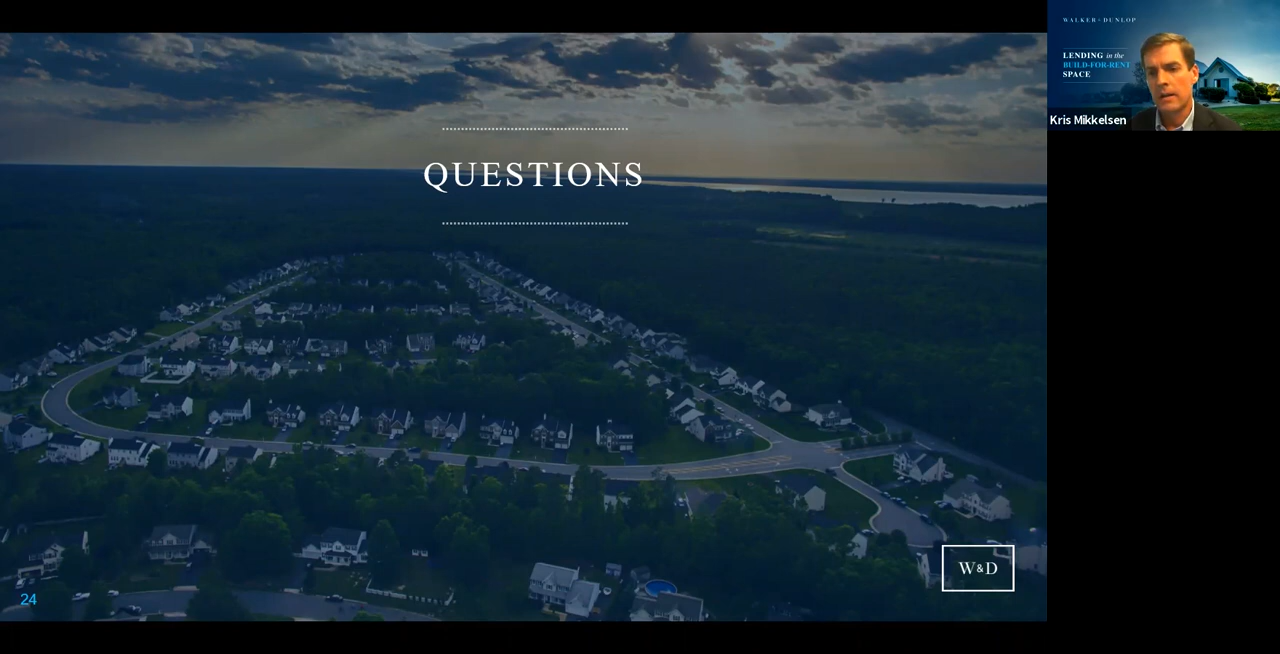 QUESTIONS
W&D
24
WALKER & DUNLOP
LENDING in the
BUILD-FOR-RENT
SPACE
Kris Mikkelsen